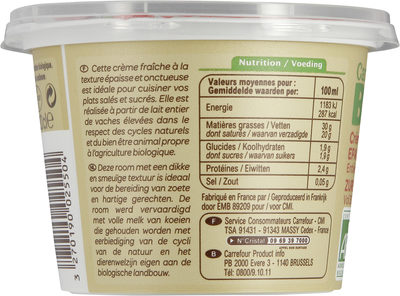 Cette crème fraîche à la
texture épaisse et onctueuse
est idéale pour cuisiner vos
plats salés et sucrés. Elle est
réalisée à partir de lait entier
de vaches élevées dans le
respect des cycles naturels
et du bien être animal propre
à l'agriculture biologique.
Deze room met een dikke
en smeuïge textuur is ideaal
voor de bereiding van zoete
en hartige gerechten. De
room werd vervaardigd
met volle melk van koeien
die gehouden worden met
eerbiediging van de cycli
van de natuur en het
dierenwelzijn eigen aan de
biologische landbouw.
3 270190 025504
Nutrition / Voeding
Valeurs moyennes pour :
Gemiddelde waarden per:
100 ml
Energie
1183 kJ
287 kcal
Matières grasses / Vetten 30 g
dont saturés / waarvan verzadigde 20 g
Glucides / Koolhydraten 1,9 g
dont sucres / waarvan suikers 1,9 g
Protéines / Eiwitten 2,4 g
Sel / Zout 0,05 g
Fabriqué en France par / Geproduceerd in Frankrijk
door EMB 89209 pour / voor CMI.
F Service Consommateurs Carrefour - CMI
TSA 91431 - 91343 MASSY Cedex - France
N°Cristal 09 69 39 7000
APPEL NON SURTAXE
B Carrefour Product info
PB 2000 Evere 3 - 1140 BRUSSELS
Tél: 0800/9.10.11